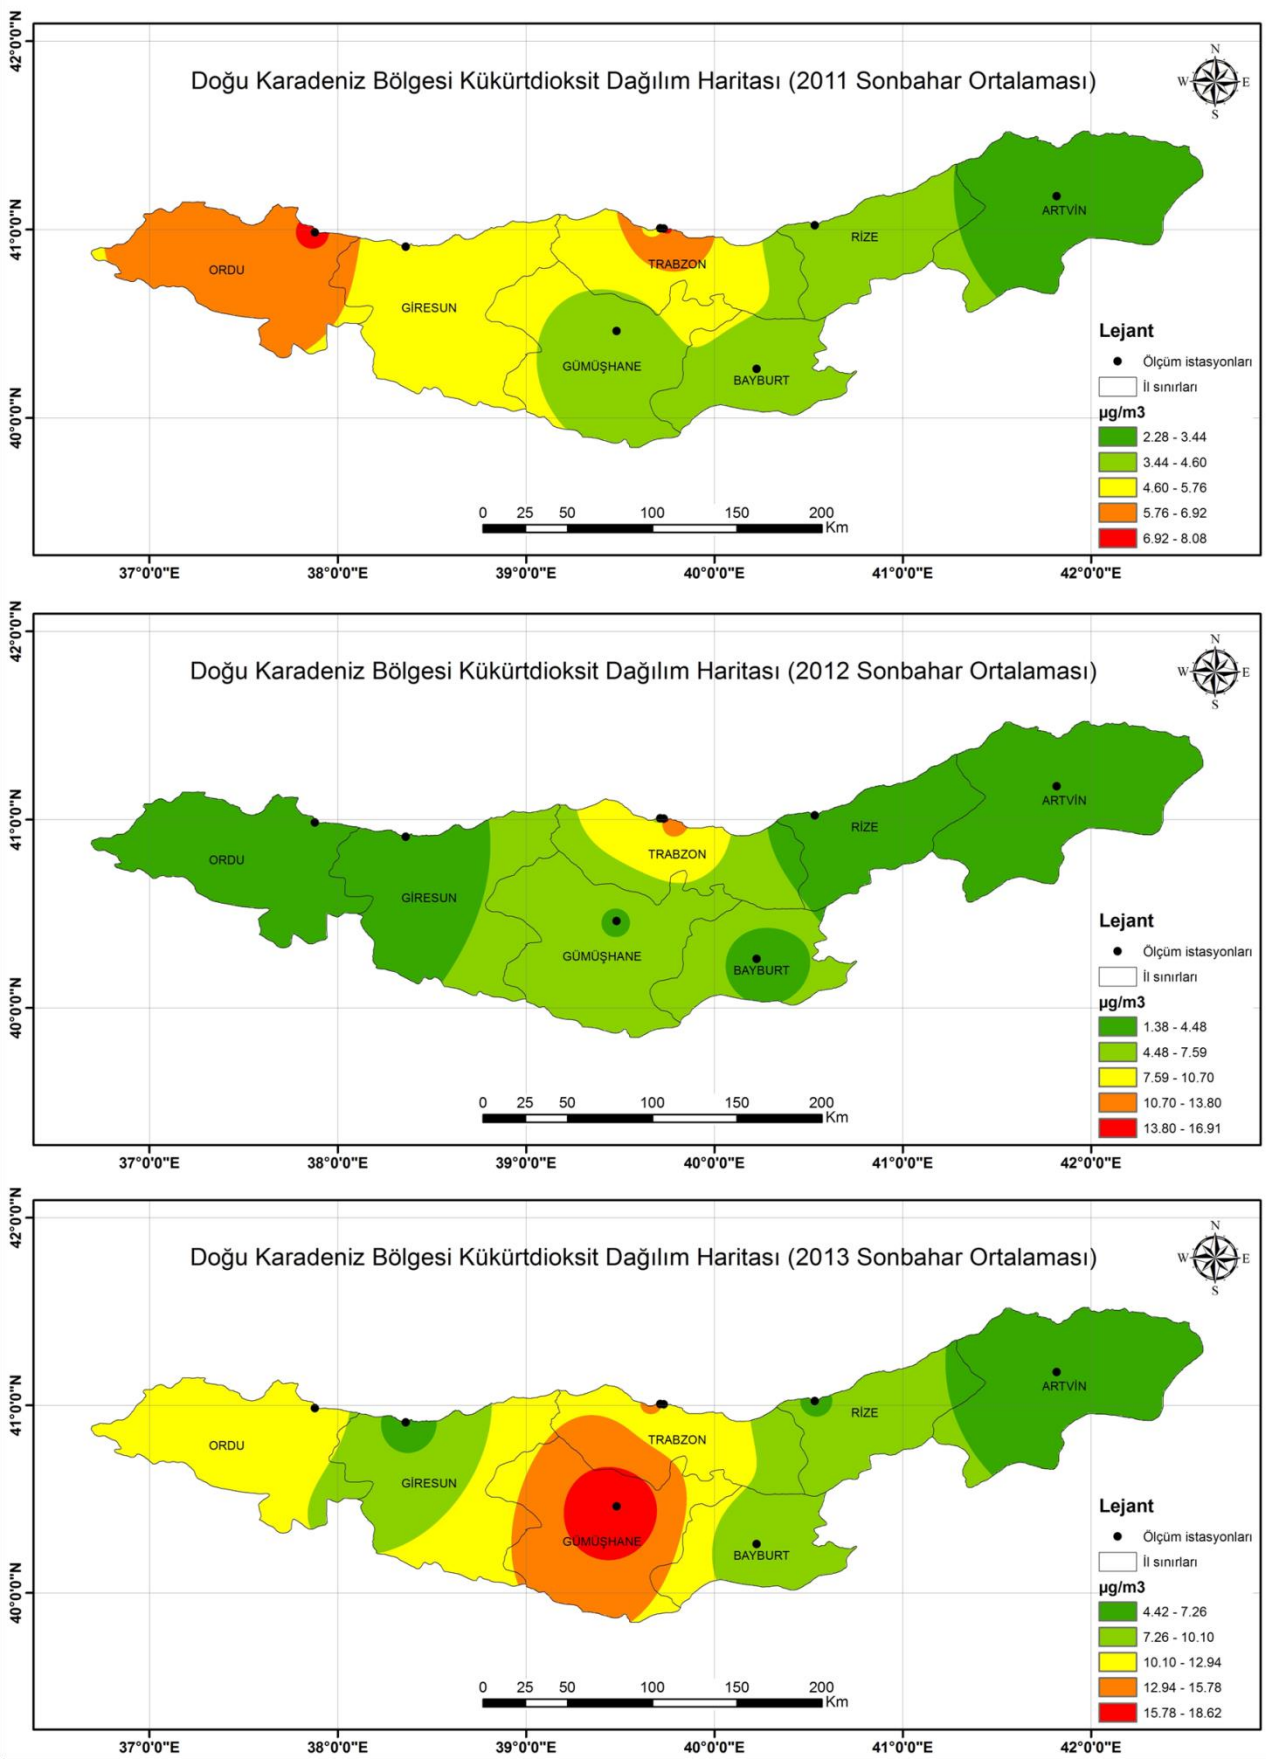 Doğu Karadeniz Bölgesi Kükürtdioksit Dağılım Haritası (2011 Sonbahar Ortalaması)
N
W E
S
42°0'0"N
41°0'0"N
40°0'0"N
ARTVİN
RİZE
TRABZON
ORDU
GİRESUN
GÜMÜŞHANE
BAYBURT
Lejant
Ölçüm istasyonları
İl sınırları
µg/m3
2.28 - 3.44
3.44 - 4.60
4.60 - 5.76
5.76 - 6.92
6.92 - 8.08
0 25 50 100 150 200
Km
37°0'0"E 38°0'0"E 39°0'0"E 40°0'0"E 41°0'0"E 42°0'0"E
Doğu Karadeniz Bölgesi Kükürtdioksit Dağılım Haritası (2012 Sonbahar Ortalaması)
N
W E
S
42°0'0"N
41°0'0"N
40°0'0"N
ARTVİN
RİZE
TRABZON
ORDU
GİRESUN
GÜMÜŞHANE
BAYBURT
Lejant
Ölçüm istasyonları
İl sınırları
µg/m3
1.38 - 4.48
4.48 - 7.59
7.59 - 10.70
10.70 - 13.80
13.80 - 16.91
0 25 50 100 150 200
Km
37°0'0"E 38°0'0"E 39°0'0"E 40°0'0"E 41°0'0"E 42°0'0"E
Doğu Karadeniz Bölgesi Kükürtdioksit Dağılım Haritası (2013 Sonbahar Ortalaması)
N
W E
S
42°0'0"N
41°0'0"N
40°0'0"N
ARTVİN
RİZE
TRABZON
ORDU
GİRESUN
GÜMÜŞHANE
BAYBURT
Lejant
Ölçüm istasyonları
İl sınırları
µg/m3
4.42 - 7.26
7.26 - 10.10
10.10 - 12.94
12.94 - 15.78
15.78 - 18.62
0 25 50 100 150 200
Km
37°0'0"E 38°0'0"E 39°0'0"E 40°0'0"E 41°0'0"E 42°0'0"E